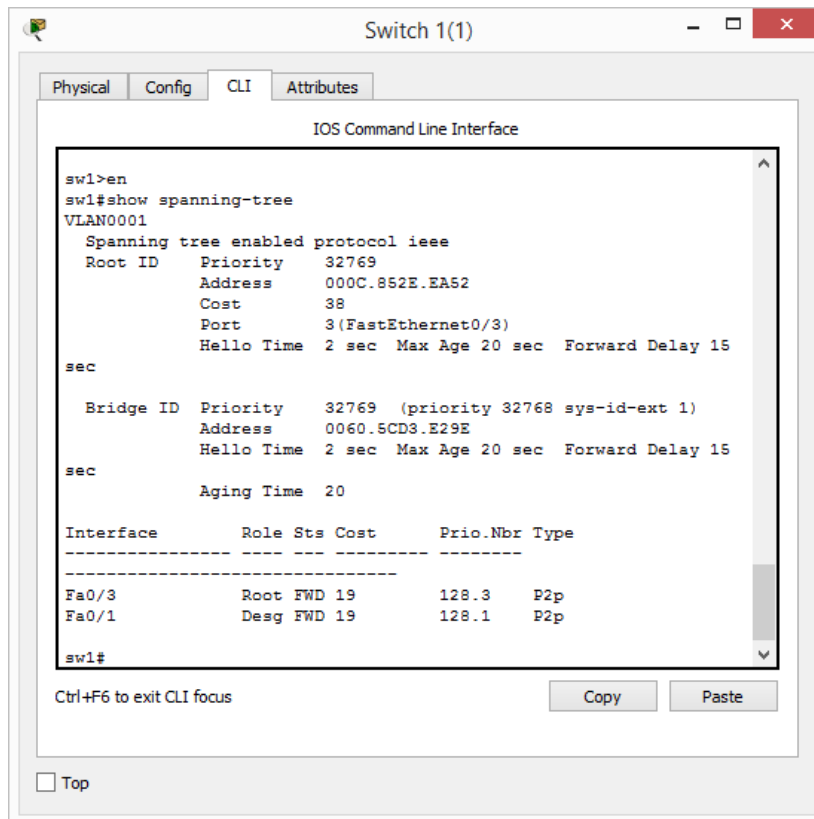 Switch 1(1)
Physical Config CLI Attributes
IOS Command Line Interface
sw1>en
sw1#show spanning-tree
VLAN0001
  Spanning tree enabled protocol ieee
  Root ID    Priority    32769
             Address     000C.852E.EA52
             Cost        38
             Port        3(FastEthernet0/3)
             Hello Time  2 sec  Max Age 20 sec  Forward Delay 15
sec
  Bridge ID  Priority    32769  (priority 32768 sys-id-ext 1)
             Address     0060.5CD3.E29E
             Hello Time  2 sec  Max Age 20 sec  Forward Delay 15
sec
             Aging Time  20
Interface        Role Sts Cost      Prio.Nbr Type
---------------- ---- --- --------- --------
--------------------------------
Fa0/3            Root FWD 19        128.3    P2p
Fa0/1            Desg FWD 19        128.1    P2p
sw1#
Ctrl+F6 to exit CLI focus
Copy Paste
Top